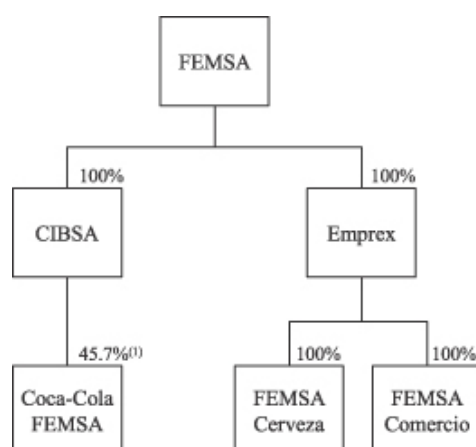 FEMSA
100%
100%
CIBSA
Emprex
45.7%(1)
100%
100%
Coca-Cola
FEMSA
FEMSA
Cerveza
FEMSA
Comercio